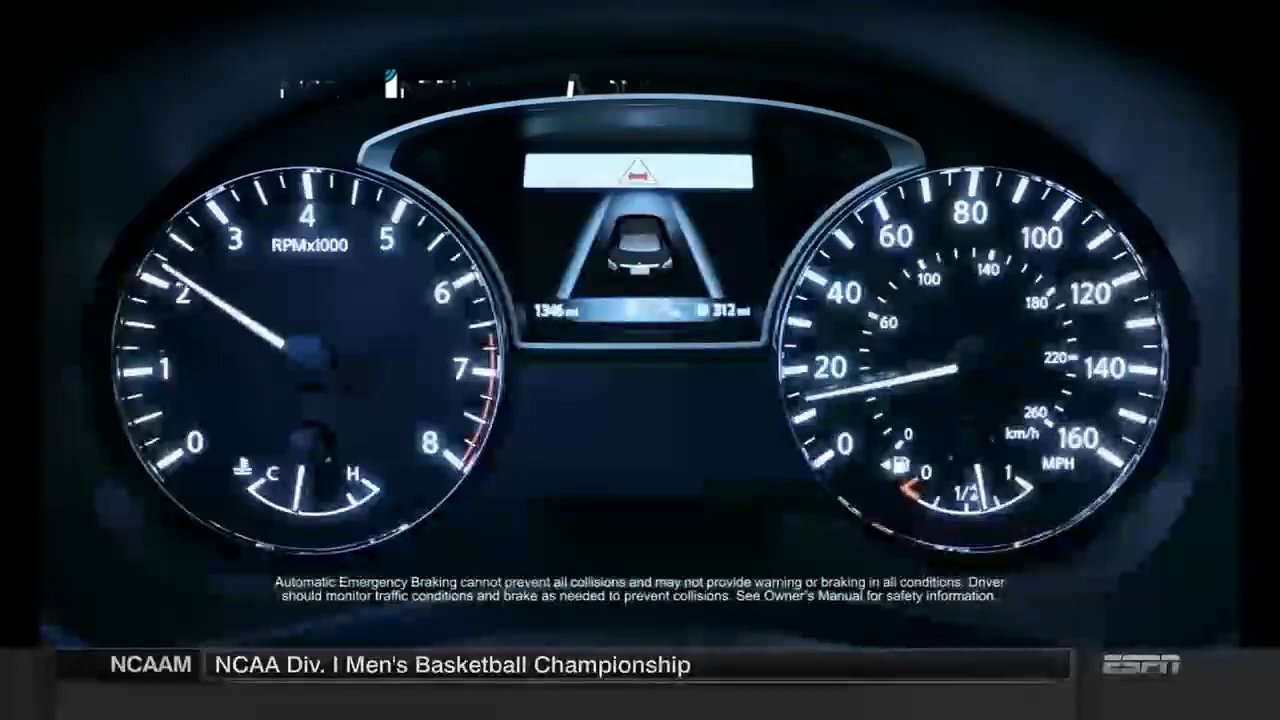 4
3
5
RPMx1000
2
6
1
7
0
8
C
H
1346 mi
312 mi
80
60
100
40
120
20
140
0
160
MPH
100
140
60
180
220
260
0
km/h
0
1/2
1
Automatic Emergency Braking cannot prevent all collisions and may not provide warning or braking in all conditions. Driver
should monitor traffic conditions and brake as needed to prevent collisions. See Owner's Manual for safety information.
NCAAM
NCAA Div. I Men's Basketball Championship
ESPN